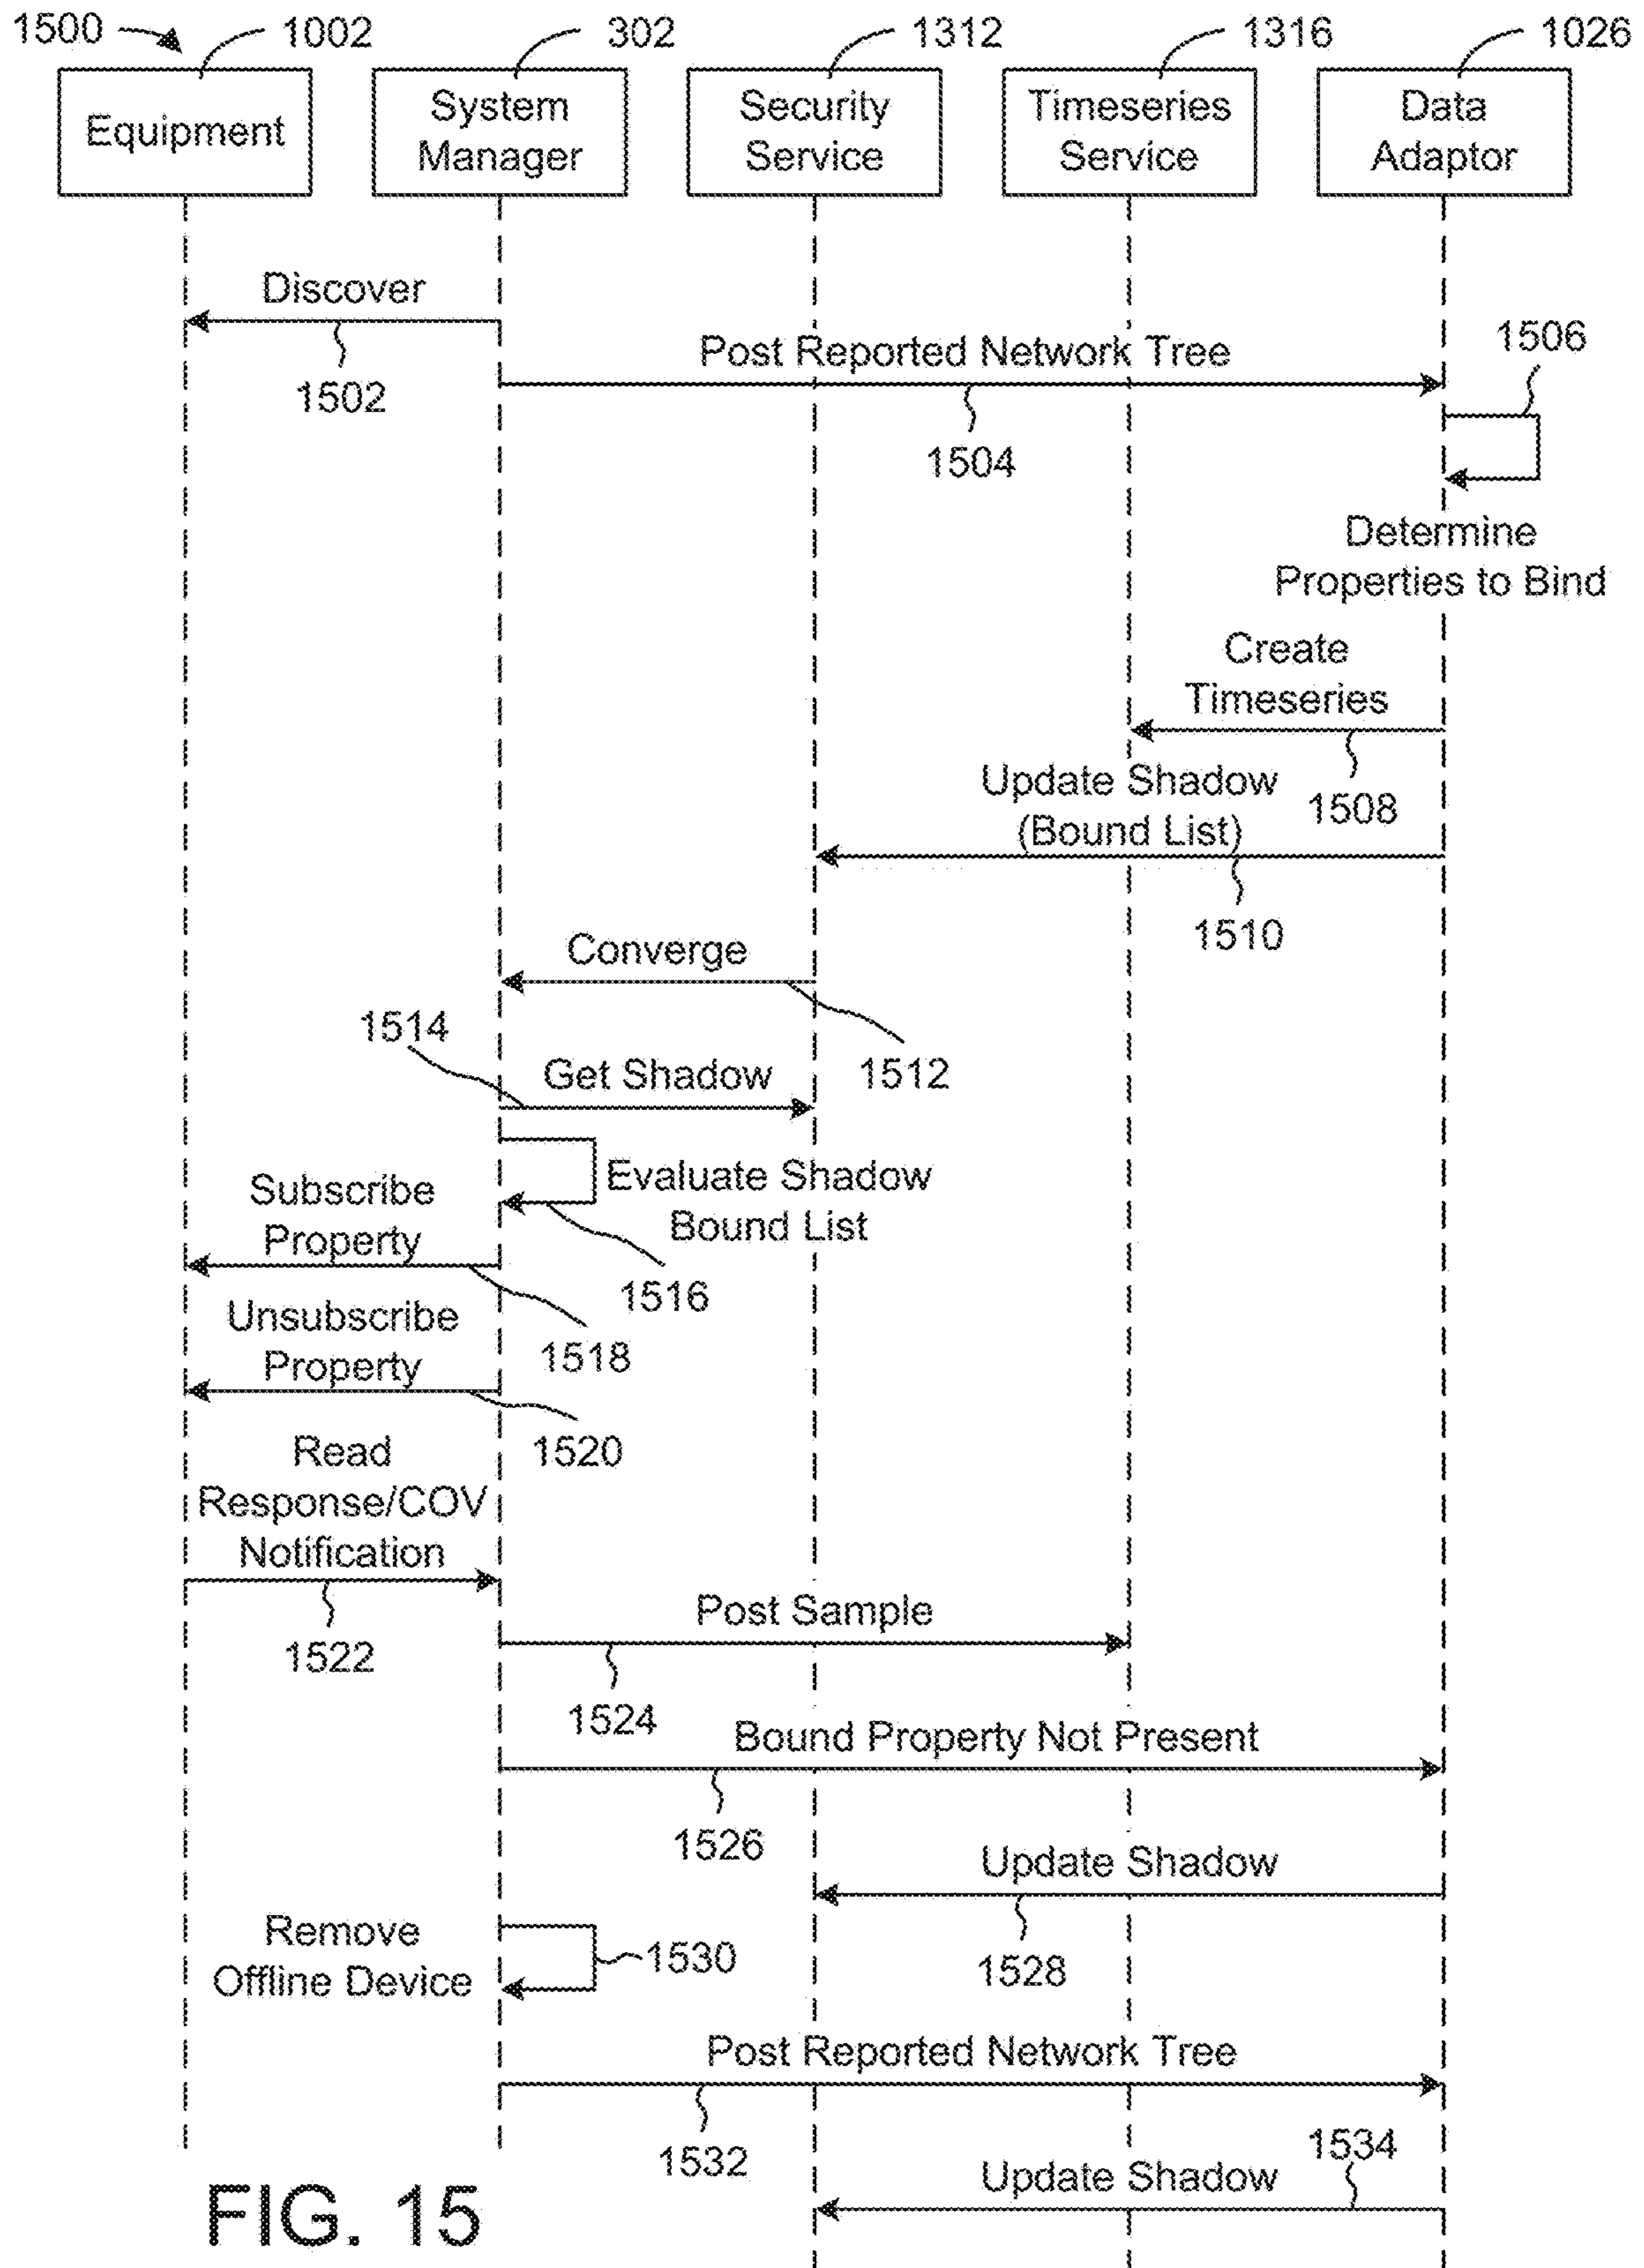 1500
1002
302
1312
1316
1026
Equipment
System
Manager
Security
Service
Timeseries
Service
Data
Adaptor
Discover
1502
Post Reported Network Tree
1504
1506
Determine
Properties to Bind
Create
Timeseries
1508
Update Shadow
(Bound List)
1510
Converge
1512
1514
Get Shadow
Evaluate Shadow
Bound List
1516
Subscribe
Property
1518
Unsubscribe
Property
1520
Read
Response/COV
Notification
1522
Post Sample
1524
Bound Property Not Present
1526
Update Shadow
1528
Remove
Offline Device
1530
Post Reported Network Tree
1532
Update Shadow
1534
FIG. 15